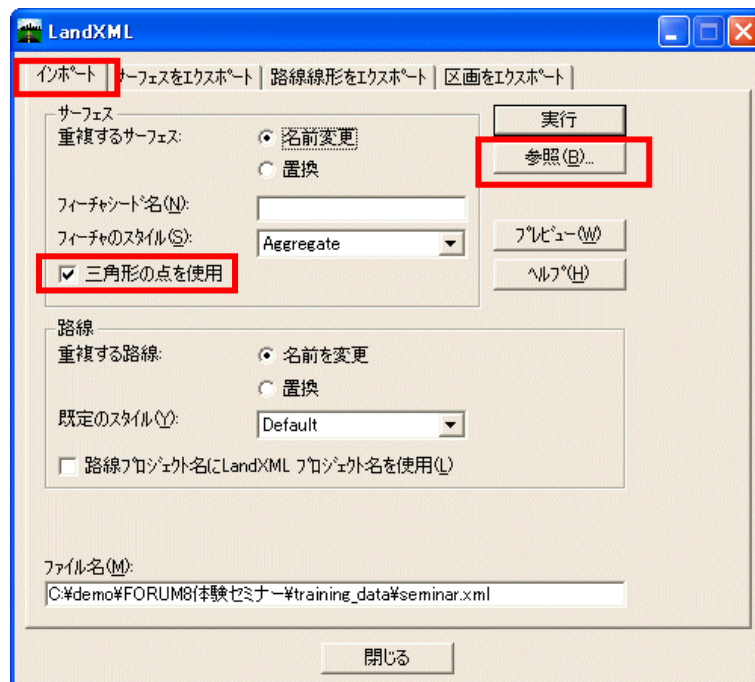 LandXML
インポート サーフェスをエクスポート 路線線形をエクスポート 区画をエクスポート
サーフェス
重複するサーフェス: 名前変更
置換
フィーチャシード名(N):
フィーチャのスタイル(S): Aggregate
三角形の点を使用
実行
参照(B)...
プレビュー(W)
ヘルプ(H)
路線
重複する路線: 名前を変更
置換
既定のスタイル(Y): Default
路線プロジェクト名にLandXML プロジェクト名を使用(L)
ファイル名(M):
C:¥demo¥FORUM8体験セミナー¥training_data¥seminar.xml
閉じる